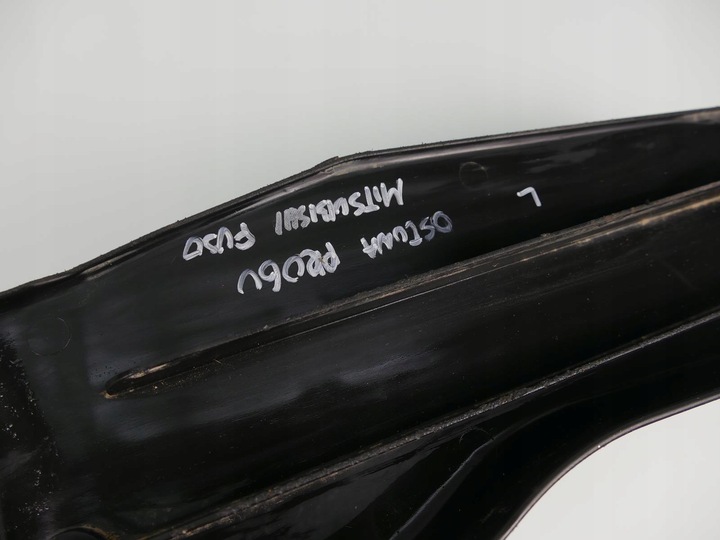 L OSŁONA PROGU
MITSUBISHI FUSO